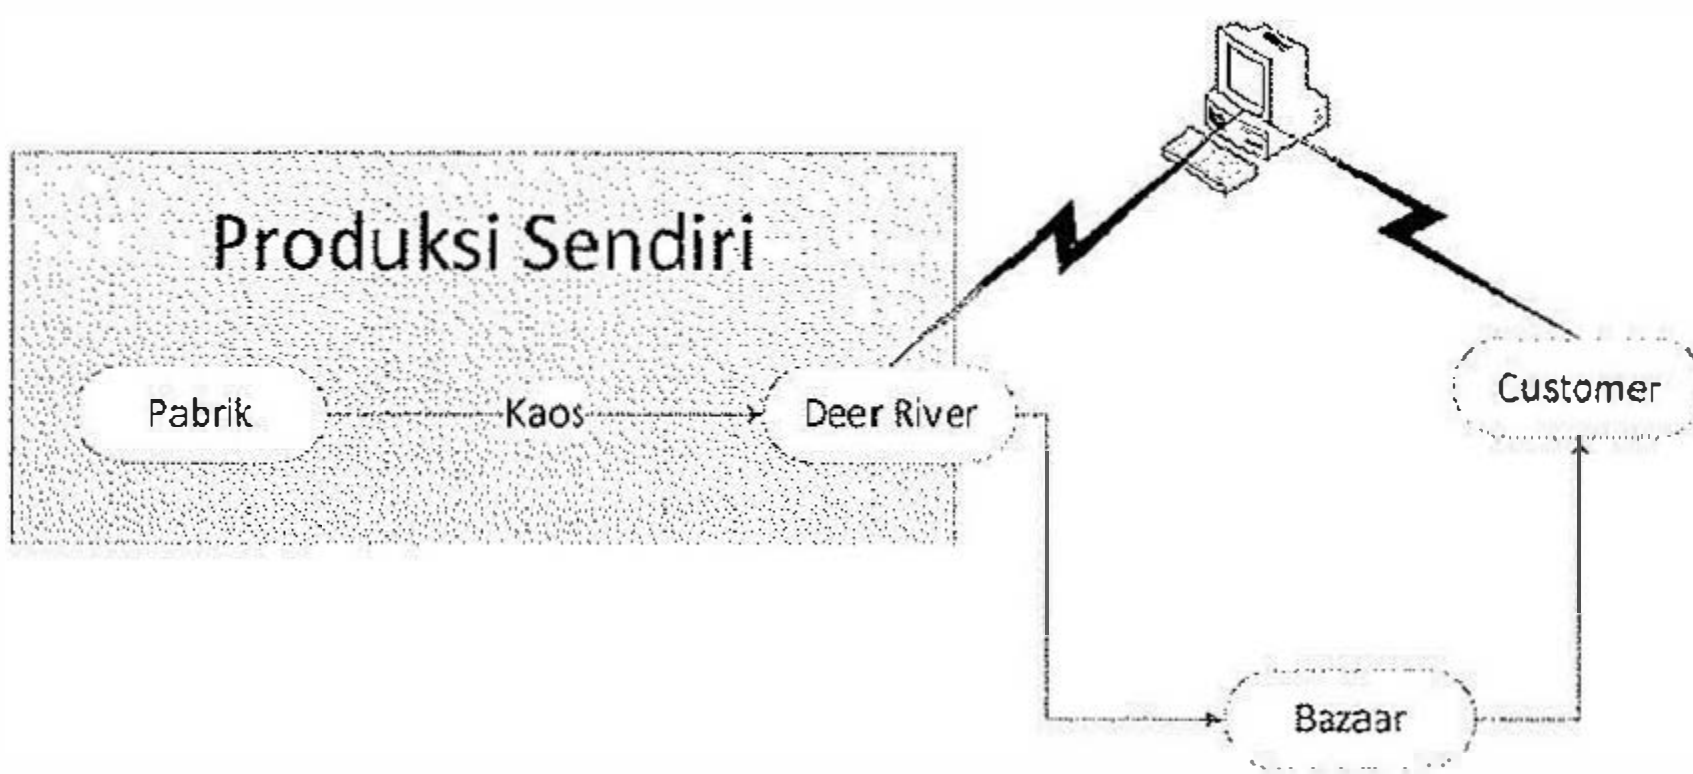 Produksi Sendiri
Pabrik
Kaos
Deer River
Customer
Bazaar